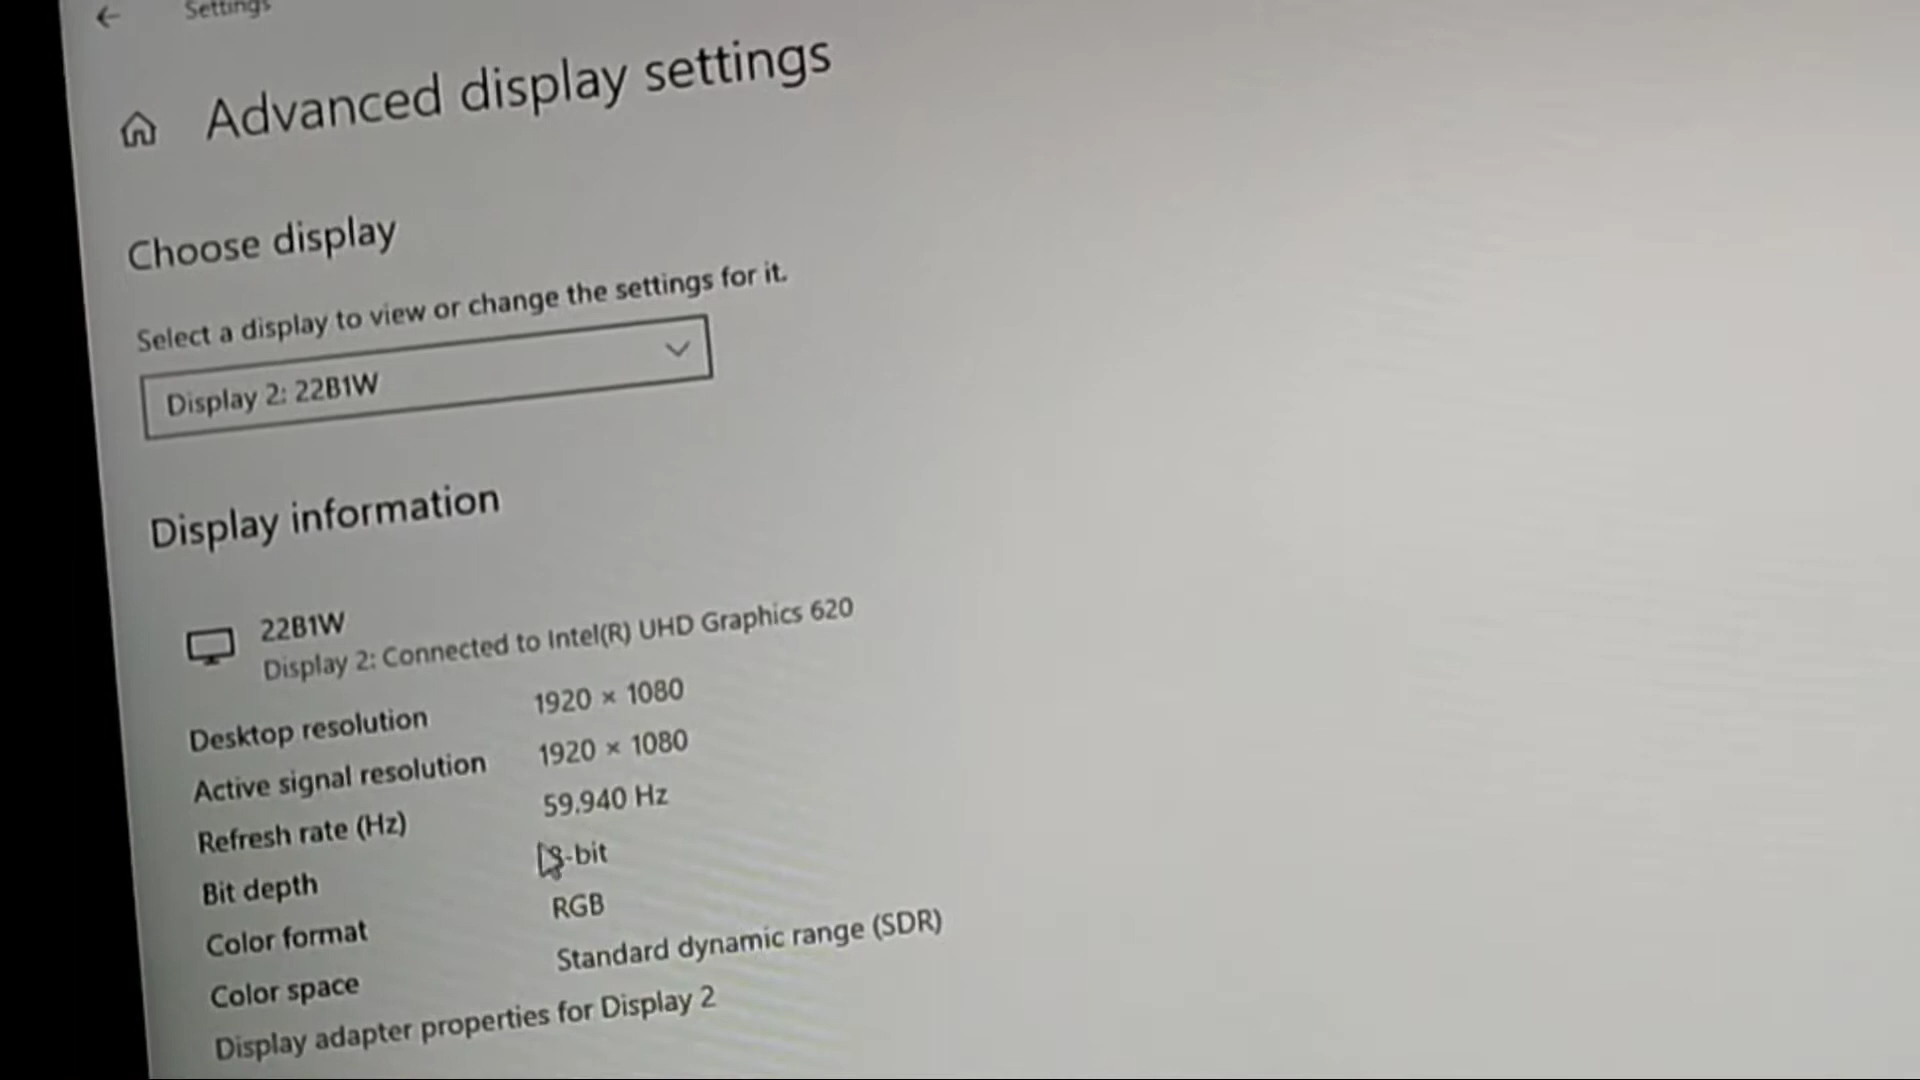 Settings
Advanced display settings
Choose display
Select a display to view or change the settings for it.
Display 2: 22B1W
Display information
22B1W
Display 2: Connected to Intel(R) UHD Graphics 620
Desktop resolution 1920 × 1080
Active signal resolution 1920 × 1080
Refresh rate (Hz) 59.940 Hz
Bit depth 8-bit
Color format RGB
Color space Standard dynamic range (SDR)
Display adapter properties for Display 2